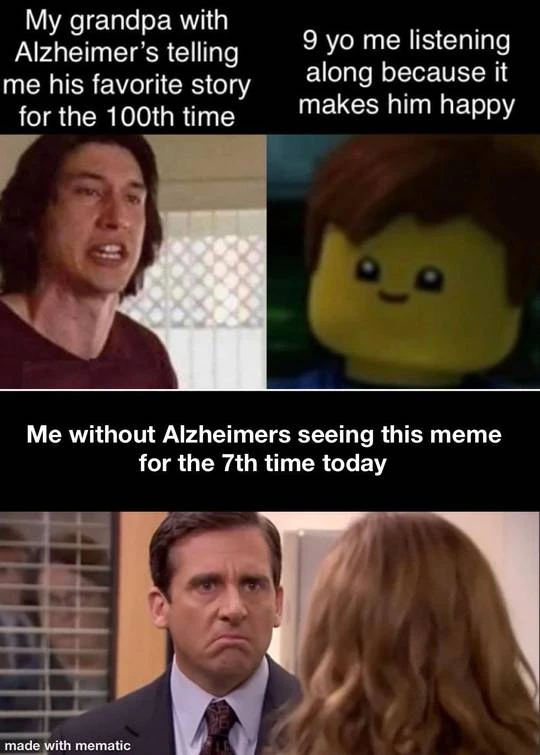 My grandpa with
Alzheimer's telling
me his favorite story
for the 100th time
9 yo me listening
along because it
makes him happy
Me without Alzheimers seeing this meme
for the 7th time today
made with mematic